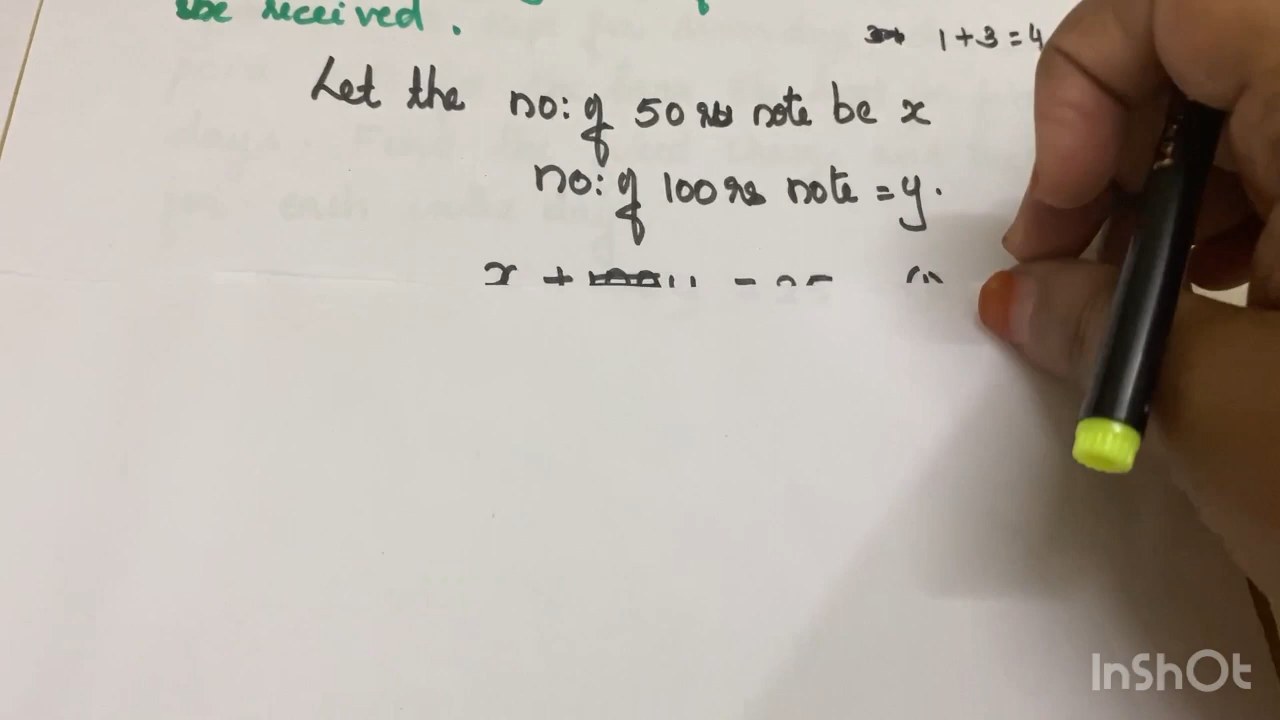 be received.
1 + 3 = 4
Let the no: of 50 rs note be x
no: of 100 rs note = y.
x +
InShOt